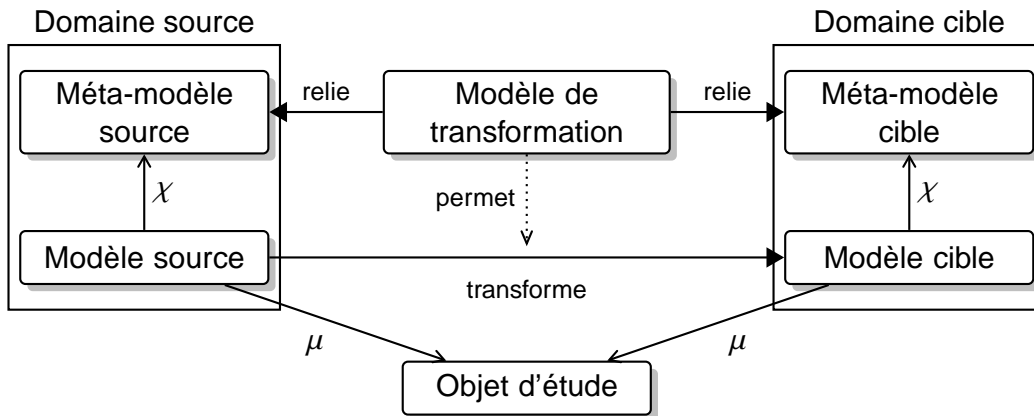 Domaine source
Domaine cible
Méta-modèle
source
relie
Modèle de
transformation
relie
Méta-modèle
cible
χ
permet
χ
Modèle source
transforme
Modèle cible
μ
μ
Objet d'étude